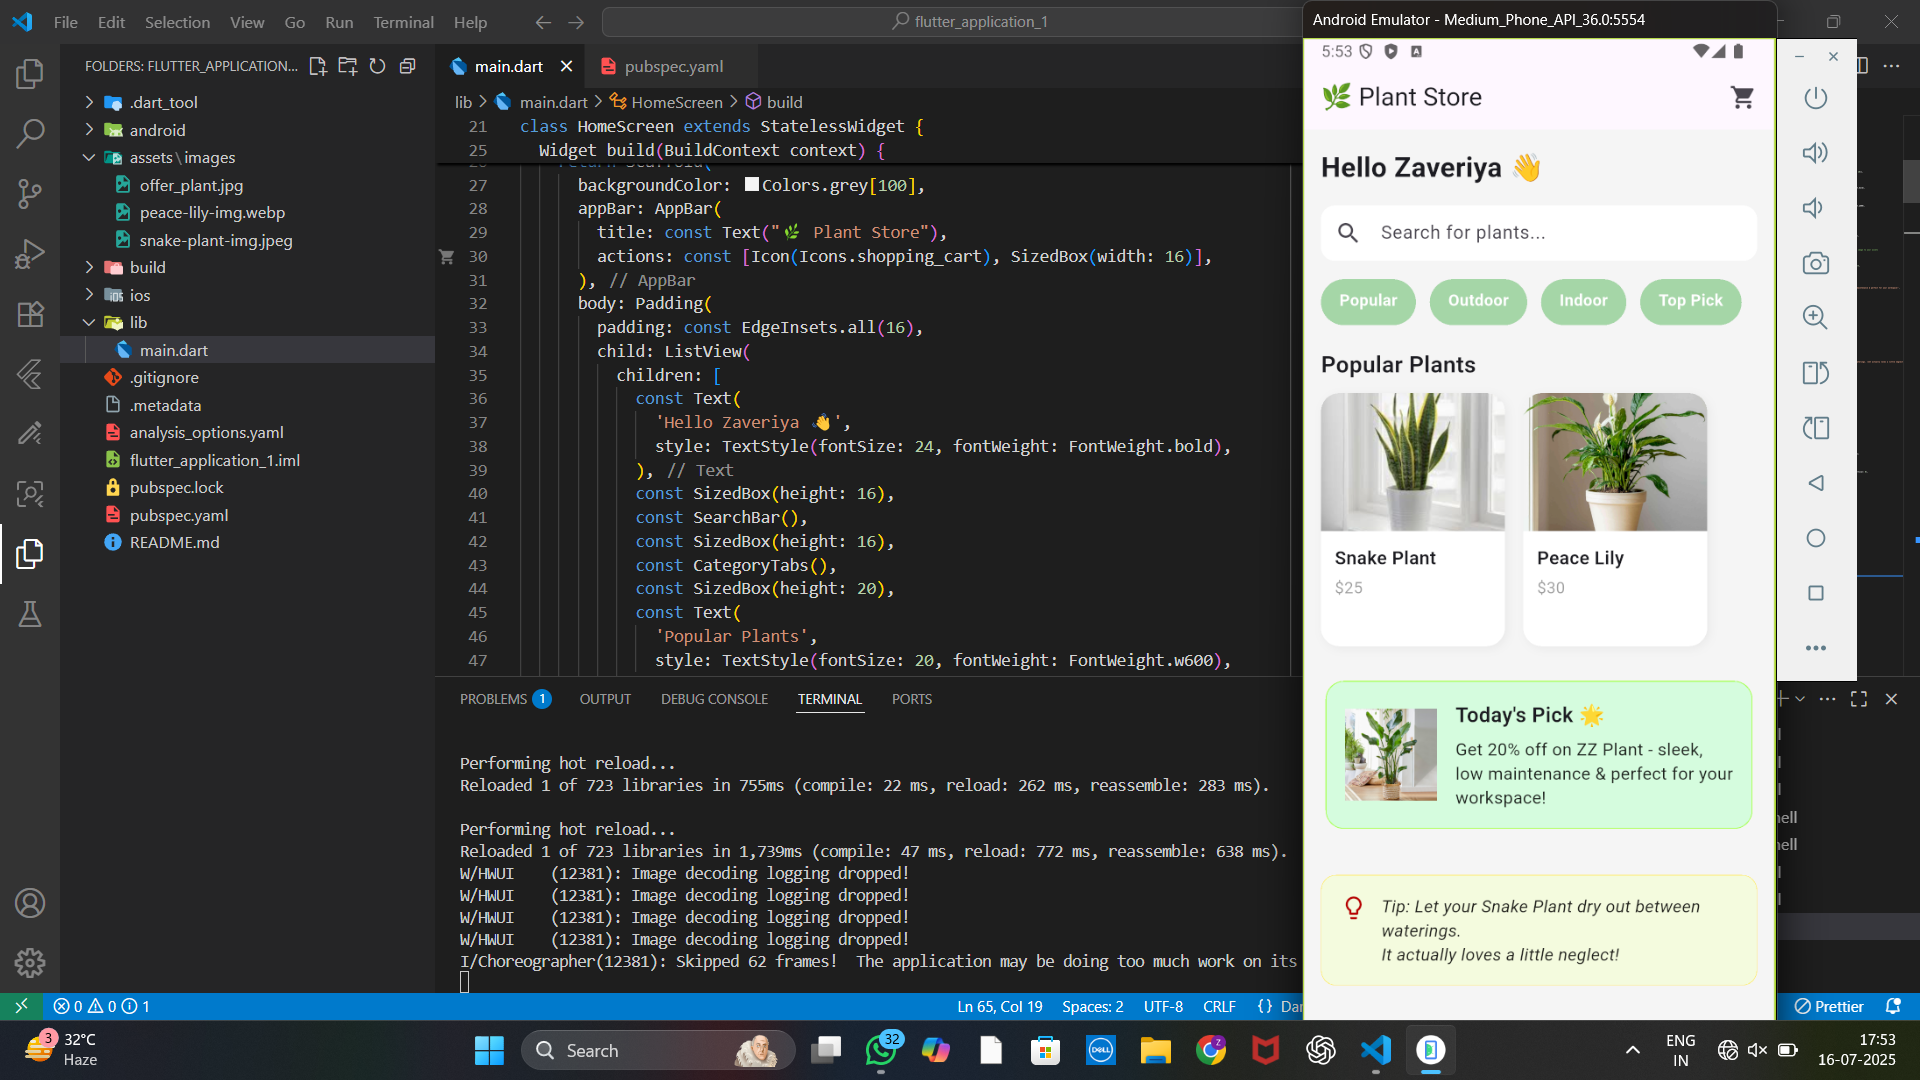 File Edit Selection View Go Run Terminal Help
flutter_application_1
Android Emulator - Medium_Phone_API_36.0:5554
FOLDERS: FLUTTER_APPLICATION...
.dart_tool
android
assets\images
offer_plant.jpg
peace-lily-img.webp
snake-plant-img.jpeg
build
ios
lib
main.dart
.gitignore
.metadata
analysis_options.yaml
flutter_application_1.iml
pubspec.lock
pubspec.yaml
README.md
main.dart
pubspec.yaml
lib > main.dart > HomeScreen > build
21 class HomeScreen extends StatelessWidget {
25 Widget build(BuildContext context) {
27 backgroundColor: Colors.grey[100],
28 appBar: AppBar(
29 title: const Text("🌿 Plant Store"),
30 actions: const [Icon(Icons.shopping_cart), SizedBox(width: 16)],
31 ), // AppBar
32 body: Padding(
33 padding: const EdgeInsets.all(16),
34 child: ListView(
35 children: [
36 const Text(
37 'Hello Zaveriya 👋',
38 style: TextStyle(fontSize: 24, fontWeight: FontWeight.bold),
39 ), // Text
40 const SizedBox(height: 16),
41 const SearchBar(),
42 const SizedBox(height: 16),
43 const CategoryTabs(),
44 const SizedBox(height: 20),
45 const Text(
46 'Popular Plants',
47 style: TextStyle(fontSize: 20, fontWeight: FontWeight.w600),
PROBLEMS 1 OUTPUT DEBUG CONSOLE TERMINAL PORTS
Performing hot reload...
Reloaded 1 of 723 libraries in 755ms (compile: 22 ms, reload: 262 ms, reassemble: 283 ms).
Performing hot reload...
Reloaded 1 of 723 libraries in 1,739ms (compile: 47 ms, reload: 772 ms, reassemble: 638 ms).
W/HWUI (12381): Image decoding logging dropped!
W/HWUI (12381): Image decoding logging dropped!
W/HWUI (12381): Image decoding logging dropped!
W/HWUI (12381): Image decoding logging dropped!
I/Choreographer(12381): Skipped 62 frames! The application may be doing too much work on its
5:53
🌿 Plant Store
Hello Zaveriya 👋
Search for plants...
Popular Outdoor Indoor Top Pick
Popular Plants
Snake Plant
$25
Peace Lily
$30
Today's Pick 🌟
Get 20% off on ZZ Plant - sleek,
low maintenance & perfect for your
workspace!
Tip: Let your Snake Plant dry out between
waterings.
It actually loves a little neglect!
0 0 1
Ln 65, Col 19 Spaces: 2 UTF-8 CRLF {} Dar
Prettier
3
32°C
Haze
Search
32
DELL
ENG
IN
17:53
16-07-2025